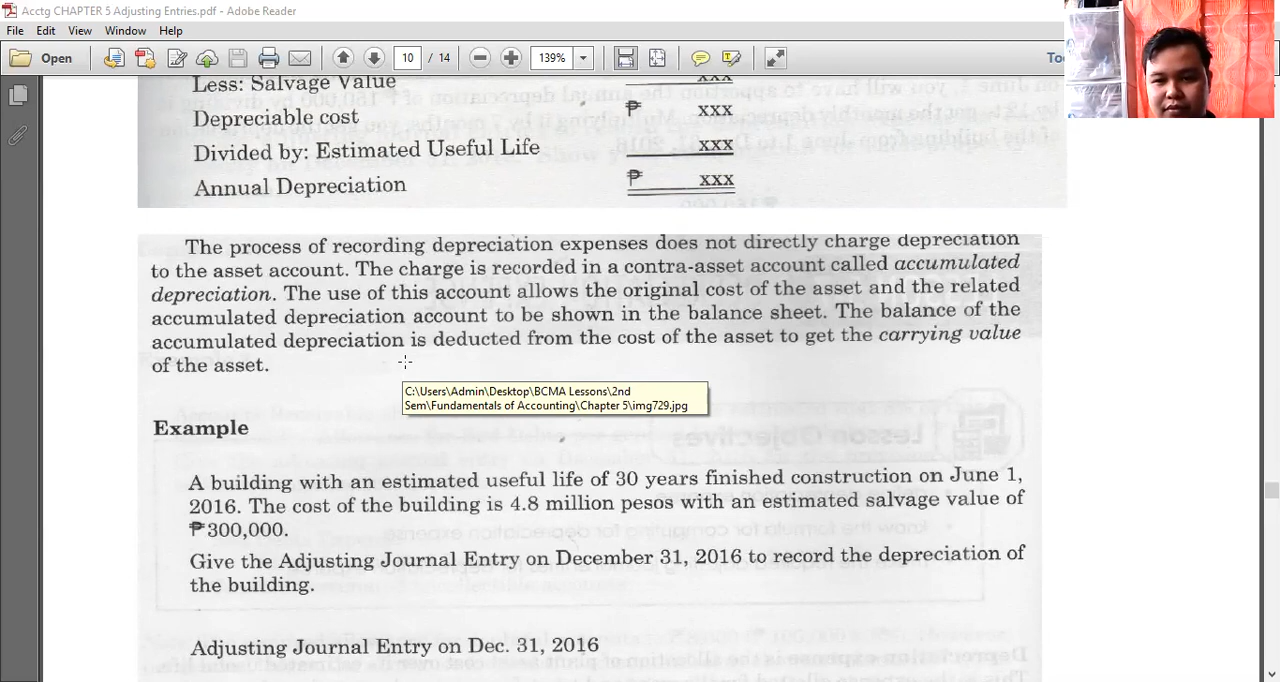 Acctg CHAPTER 5 Adjusting Entries.pdf - Adobe Reader
File Edit View Window Help
Open 10 / 14 139%
Less: Salvage Value xxx
Depreciable cost ₱ xxx
Divided by: Estimated Useful Life xxx
Annual Depreciation ₱ xxx
The process of recording depreciation expenses does not directly charge depreciation
to the asset account. The charge is recorded in a contra-asset account called accumulated
depreciation. The use of this account allows the original cost of the asset and the related
accumulated depreciation account to be shown in the balance sheet. The balance of the
accumulated depreciation is deducted from the cost of the asset to get the carrying value
of the asset.
C:\Users\Admin\Desktop\BCMA Lessons\2nd
Sem\Fundamentals of Accounting\Chapter 5\img729.jpg
Example
A building with an estimated useful life of 30 years finished construction on June 1,
2016. The cost of the building is 4.8 million pesos with an estimated salvage value of
₱300,000.
Give the Adjusting Journal Entry on December 31, 2016 to record the depreciation of
the building.
Adjusting Journal Entry on Dec. 31, 2016